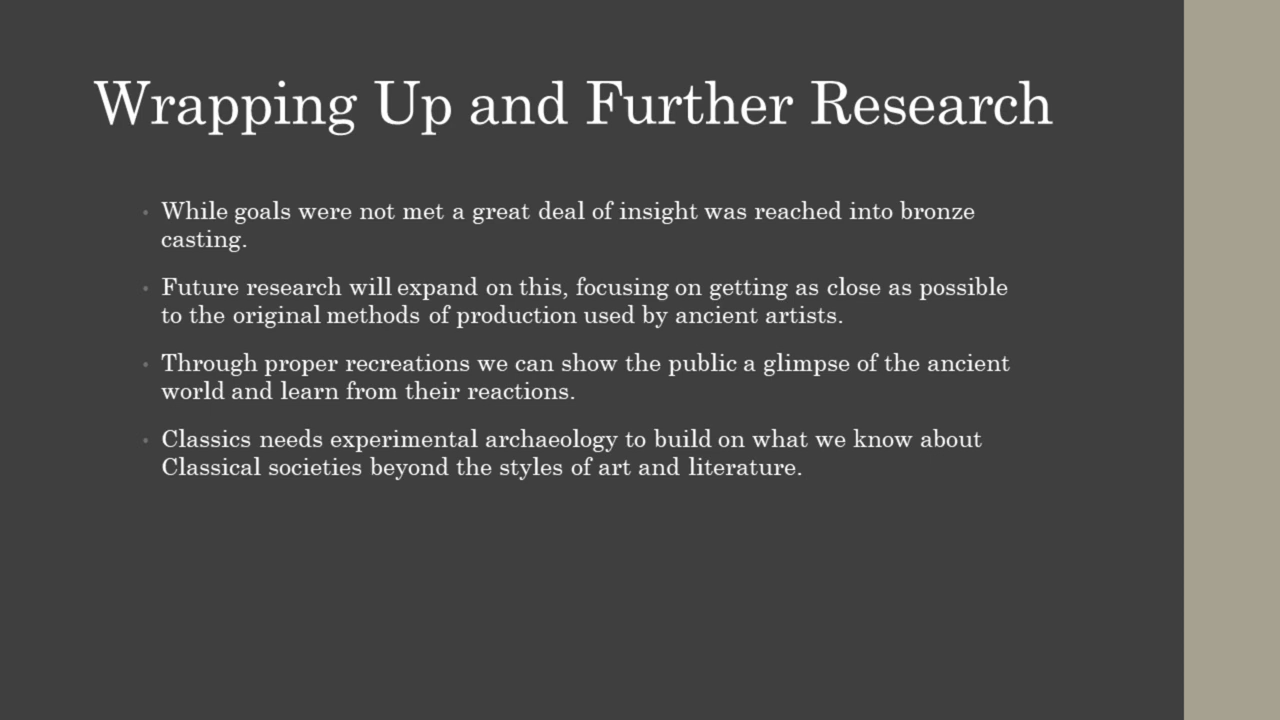 Wrapping Up and Further Research
While goals were not met a great deal of insight was reached into bronze
casting.
Future research will expand on this, focusing on getting as close as possible
to the original methods of production used by ancient artists.
Through proper recreations we can show the public a glimpse of the ancient
world and learn from their reactions.
Classics needs experimental archaeology to build on what we know about
Classical societies beyond the styles of art and literature.